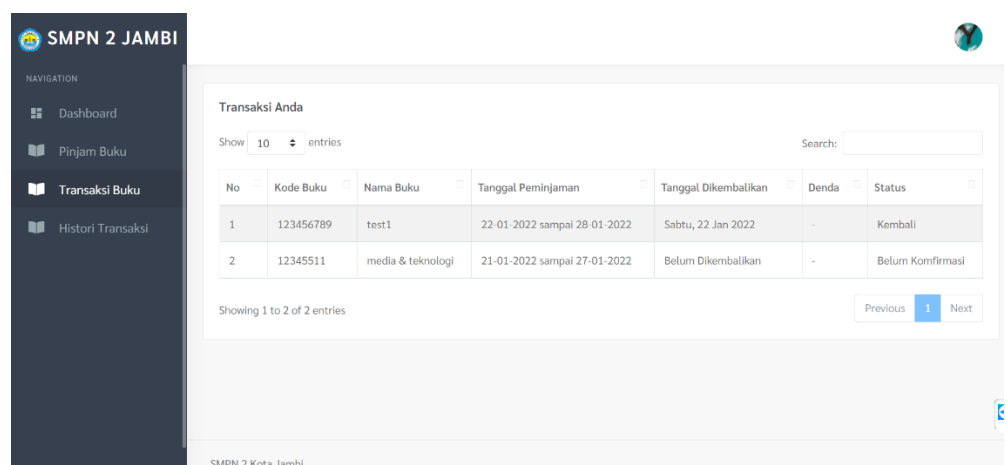 SMPN 2 JAMBI
NAVIGATION
Dashboard
Pinjam Buku
Transaksi Buku
Histori Transaksi
Transaksi Anda
Show 10 entries
Search:
No Kode Buku Nama Buku Tanggal Peminjaman Tanggal Dikembalikan Denda Status
1 123456789 test1 22-01-2022 sampai 28-01-2022 Sabtu, 22 Jan 2022 - Kembali
2 12345511 media & teknologi 21-01-2022 sampai 27-01-2022 Belum Dikembalikan - Belum Komfirmasi
Showing 1 to 2 of 2 entries
Previous 1 Next
SMPN 2 Kota Jambi